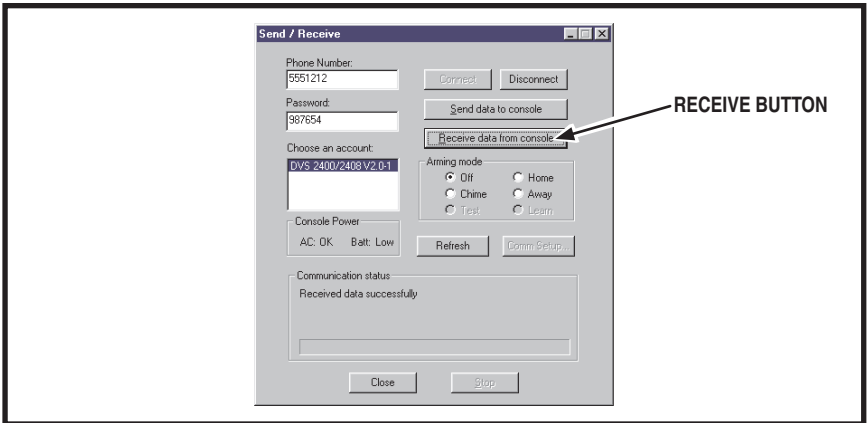 Send / Receive
Phone Number:
5551212
Connect
Disconnect
Password:
987654
Send data to console
Receive data from console
RECEIVE BUTTON
Choose an account:
DVS 2400/2408 V2.0-1
Arming mode
Off
Home
Chime
Away
Test
Learn
Console Power
AC: OK Batt: Low
Refresh
Comm Setup...
Communication status
Received data successfully
Close
Stop